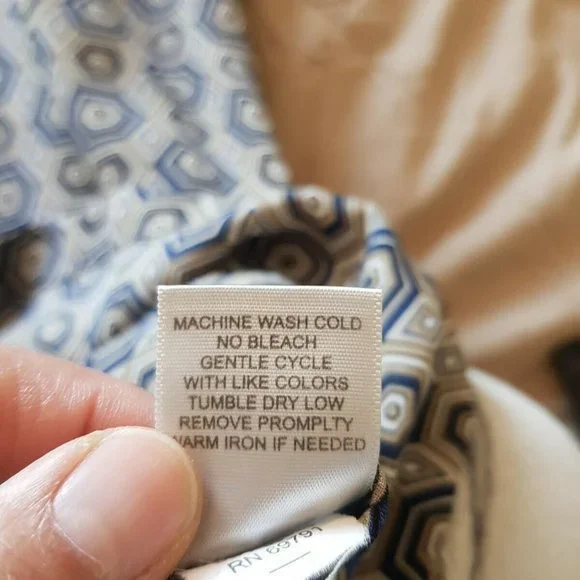 MACHINE WASH COLD
NO BLEACH
GENTLE CYCLE
WITH LIKE COLORS
TUMBLE DRY LOW
REMOVE PROMPLTY
WARM IRON IF NEEDED
RN